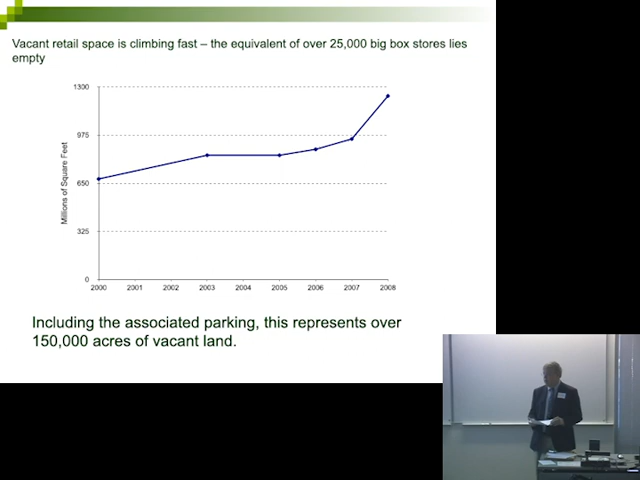 Vacant retail space is climbing fast – the equivalent of over 25,000 big box stores lies
empty
1300
975
650
325
0
Millions of Square Feet
2000 2001 2002 2003 2004 2005 2006 2007 2008
Including the associated parking, this represents over
150,000 acres of vacant land.